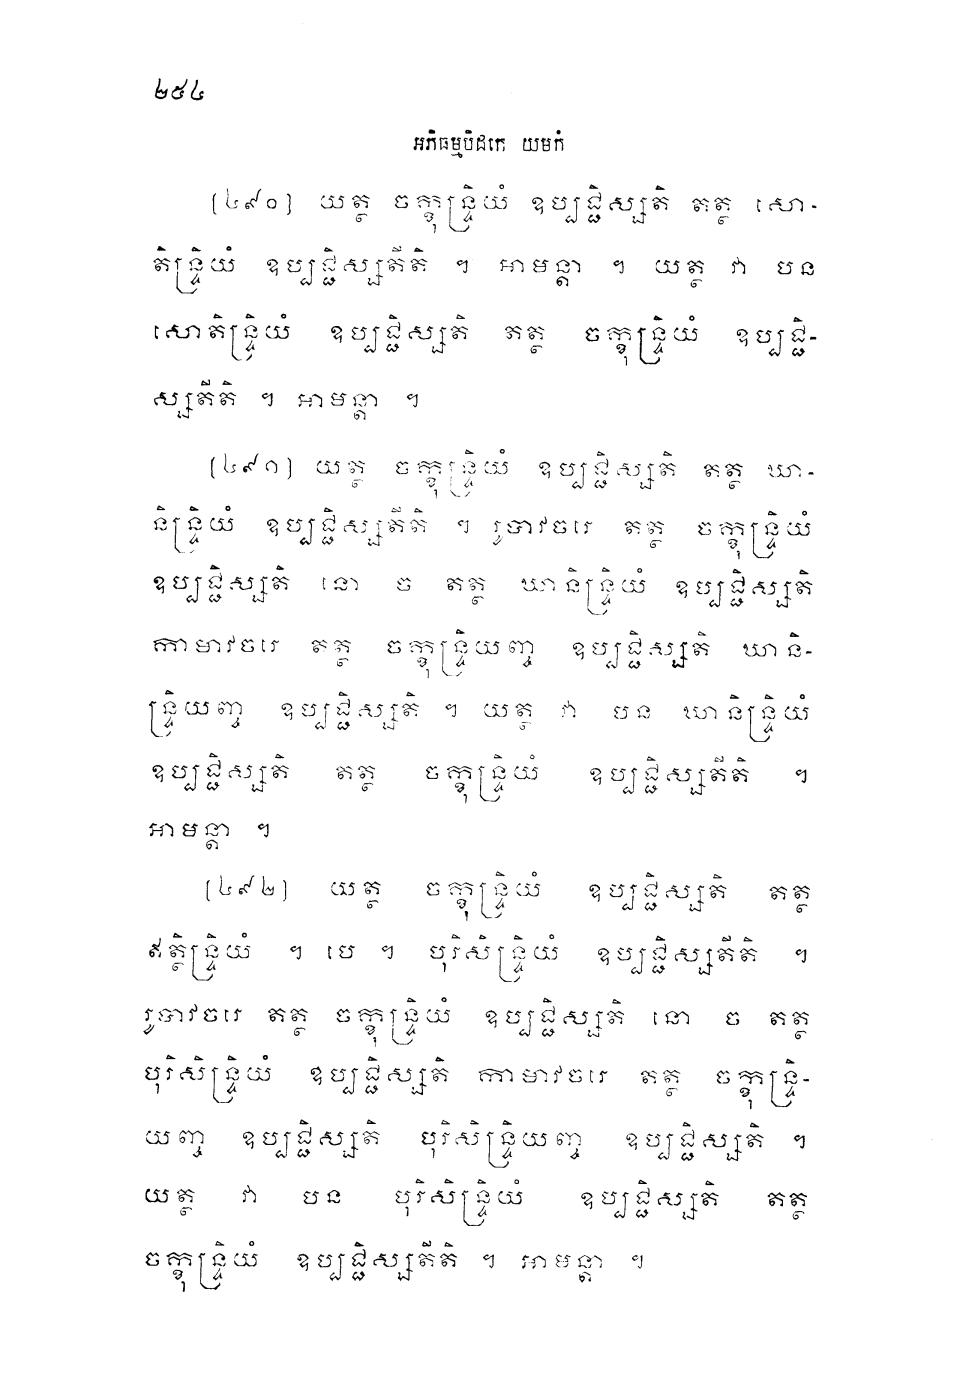 ២៥៤
អភិធម្មបិដកេ យមកំ
[៤៩០] យត្ថ ចក្ខុន្ទ្រិយំ ឧប្បជ្ជិស្សតិ តត្ថ សោ-
តិន្ទ្រិយំ ឧប្បជ្ជិស្សតីតិ ។ អាមន្តា ។ យត្ថ វា បន
សោតិន្ទ្រិយំ ឧប្បជ្ជិស្សតិ តត្ថ ចក្ខុន្ទ្រិយំ ឧប្បជ្ជិ-
ស្សតីតិ ។ អាមន្តា ។
[៤៩១] យត្ថ ចក្ខុន្ទ្រិយំ ឧប្បជ្ជិស្សតិ តត្ថ ឃា-
និន្ទ្រិយំ ឧប្បជ្ជិស្សតីតិ ។ រូបាវចរេ តត្ថ ចក្ខុន្ទ្រិយំ
ឧប្បជ្ជិស្សតិ នោ ច តត្ថ ឃានិន្ទ្រិយំ ឧប្បជ្ជិស្សតិ
កាមាវចរេ តត្ថ ចក្ខុន្ទ្រិយញ្ច ឧប្បជ្ជិស្សតិ ឃានិ-
ន្ទ្រិយញ្ច ឧប្បជ្ជិស្សតិ ។ យត្ថ វា បន ឃានិន្ទ្រិយំ
ឧប្បជ្ជិស្សតិ តត្ថ ចក្ខុន្ទ្រិយំ ឧប្បជ្ជិស្សតីតិ ។
អាមន្តា ។
[៤៩២] យត្ថ ចក្ខុន្ទ្រិយំ ឧប្បជ្ជិស្សតិ តត្ថ
ឥត្ថិន្ទ្រិយំ ។ បេ ។ បុរិសិន្ទ្រិយំ ឧប្បជ្ជិស្សតីតិ ។
រូបាវចរេ តត្ថ ចក្ខុន្ទ្រិយំ ឧប្បជ្ជិស្សតិ នោ ច តត្ថ
បុរិសិន្ទ្រិយំ ឧប្បជ្ជិស្សតិ កាមាវចរេ តត្ថ ចក្ខុន្ទ្រិ-
យញ្ច ឧប្បជ្ជិស្សតិ បុរិសិន្ទ្រិយញ្ច ឧប្បជ្ជិស្សតិ ។
យត្ថ វា បន បុរិសិន្ទ្រិយំ ឧប្បជ្ជិស្សតិ តត្ថ
ចក្ខុន្ទ្រិយំ ឧប្បជ្ជិស្សតីតិ ។ អាមន្តា ។